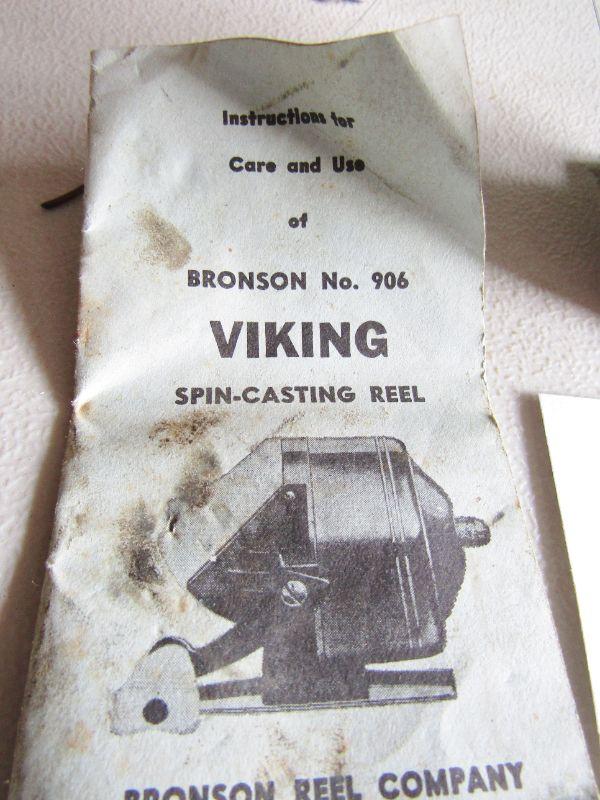 Instructions for
Care and Use
of
BRONSON No. 906
VIKING
SPIN-CASTING REEL
BRONSON REEL COMPANY